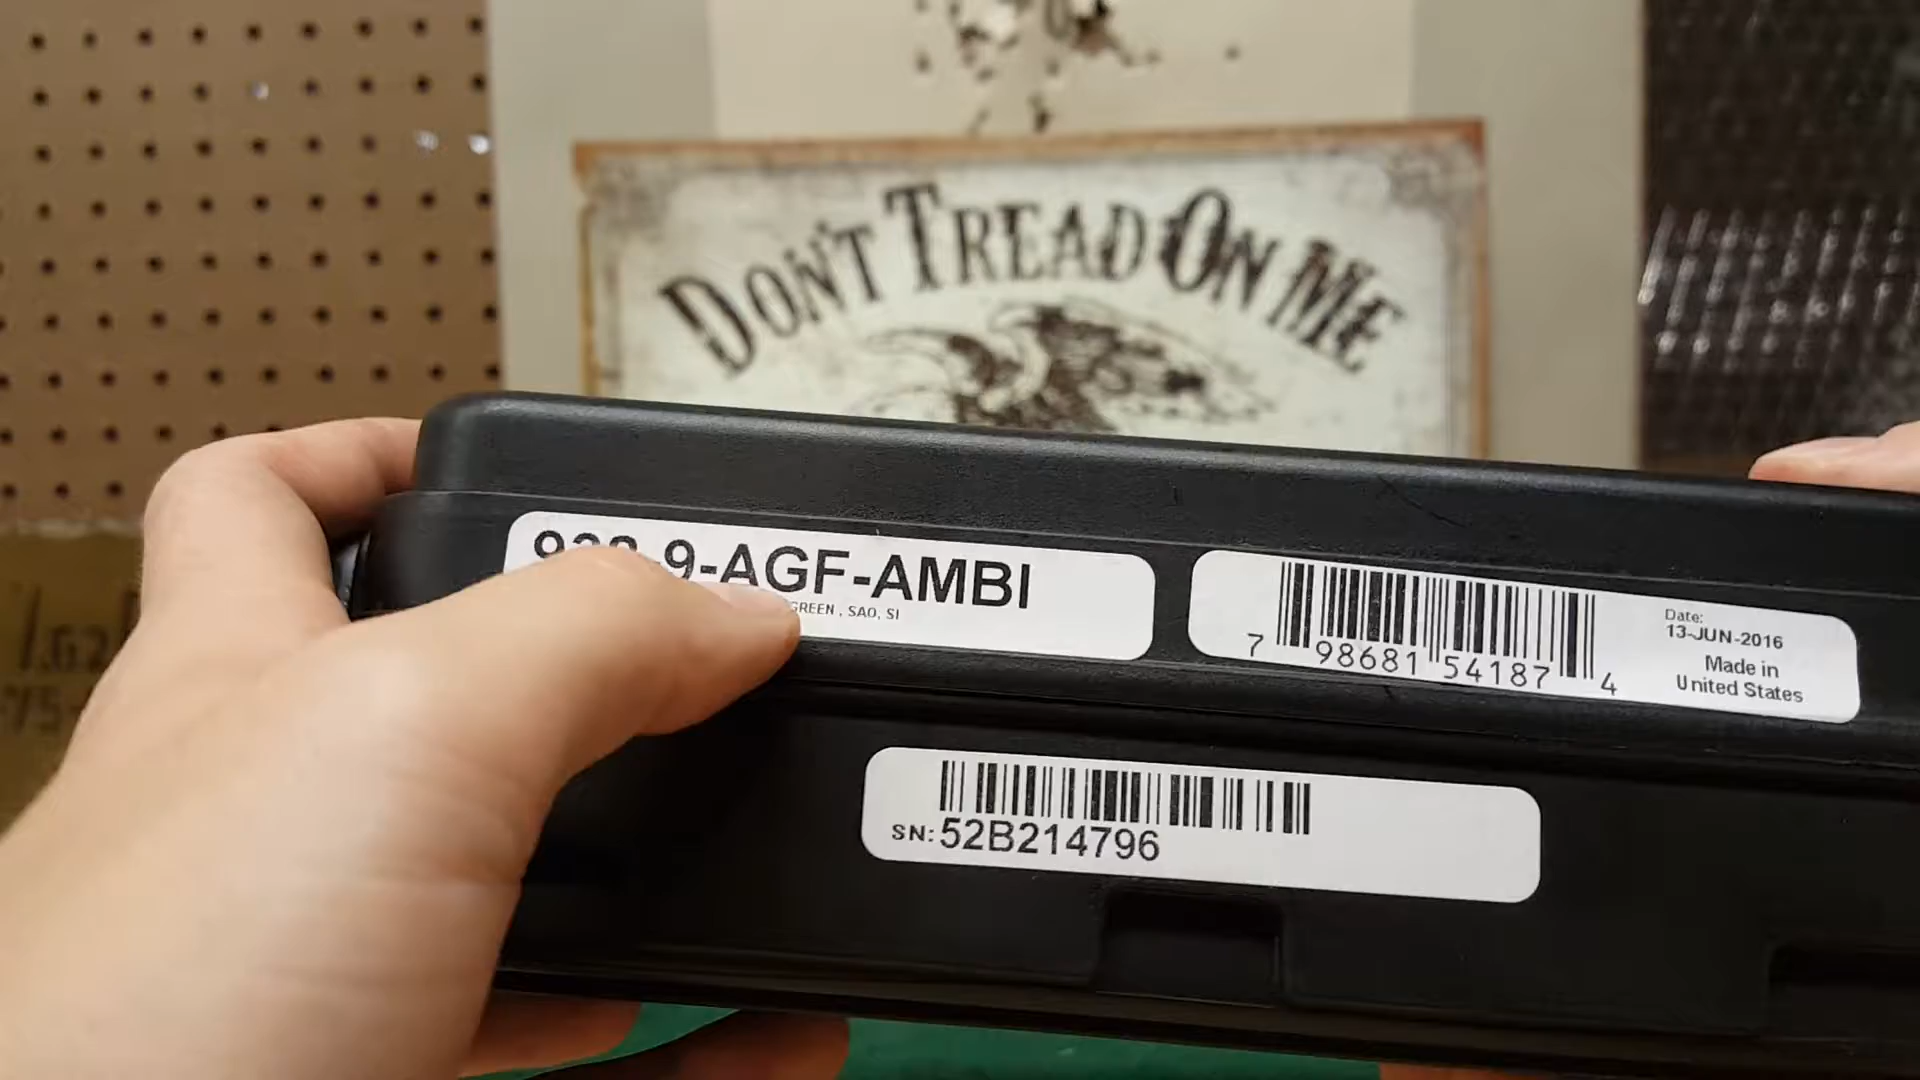 DON'T TREAD ON ME
9-AGF-AMBI
GREEN, SAO, SI
7 98681 54187 4
Date:
13-JUN-2016
Made in
United States
SN: 52B214796